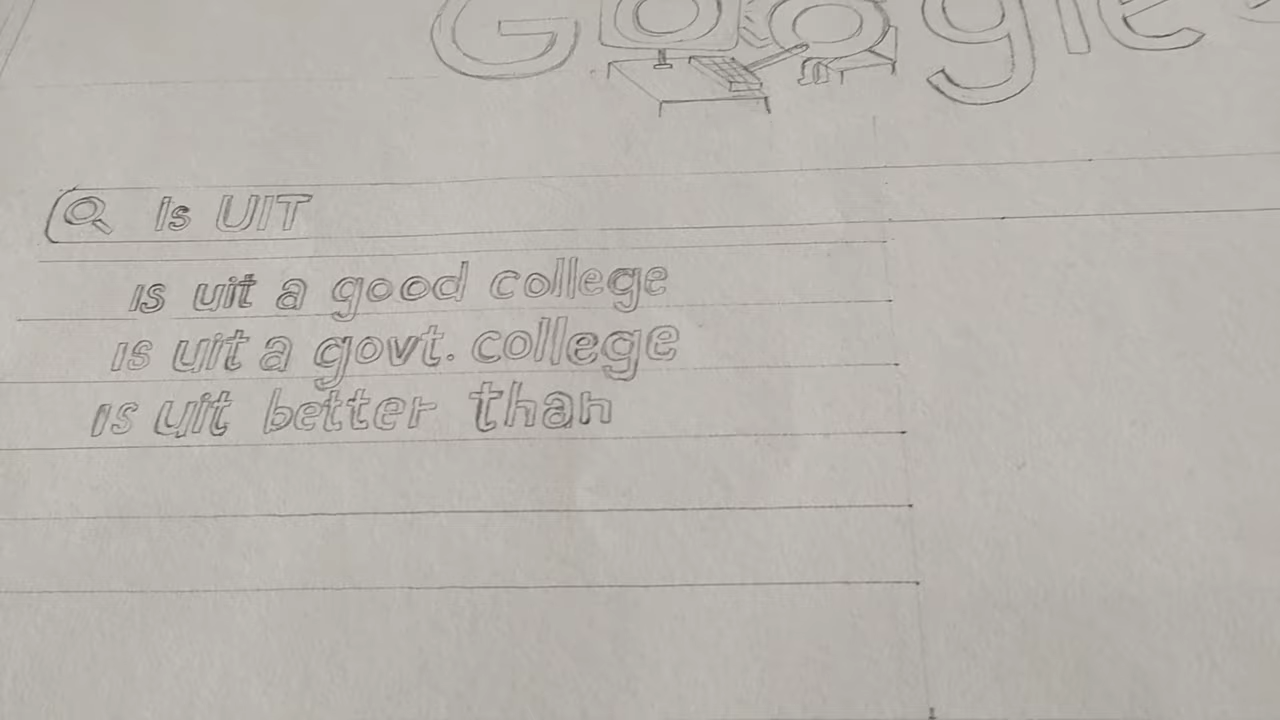 Google
Is UIT
is uit a good college
is uit a govt. college
is uit better than